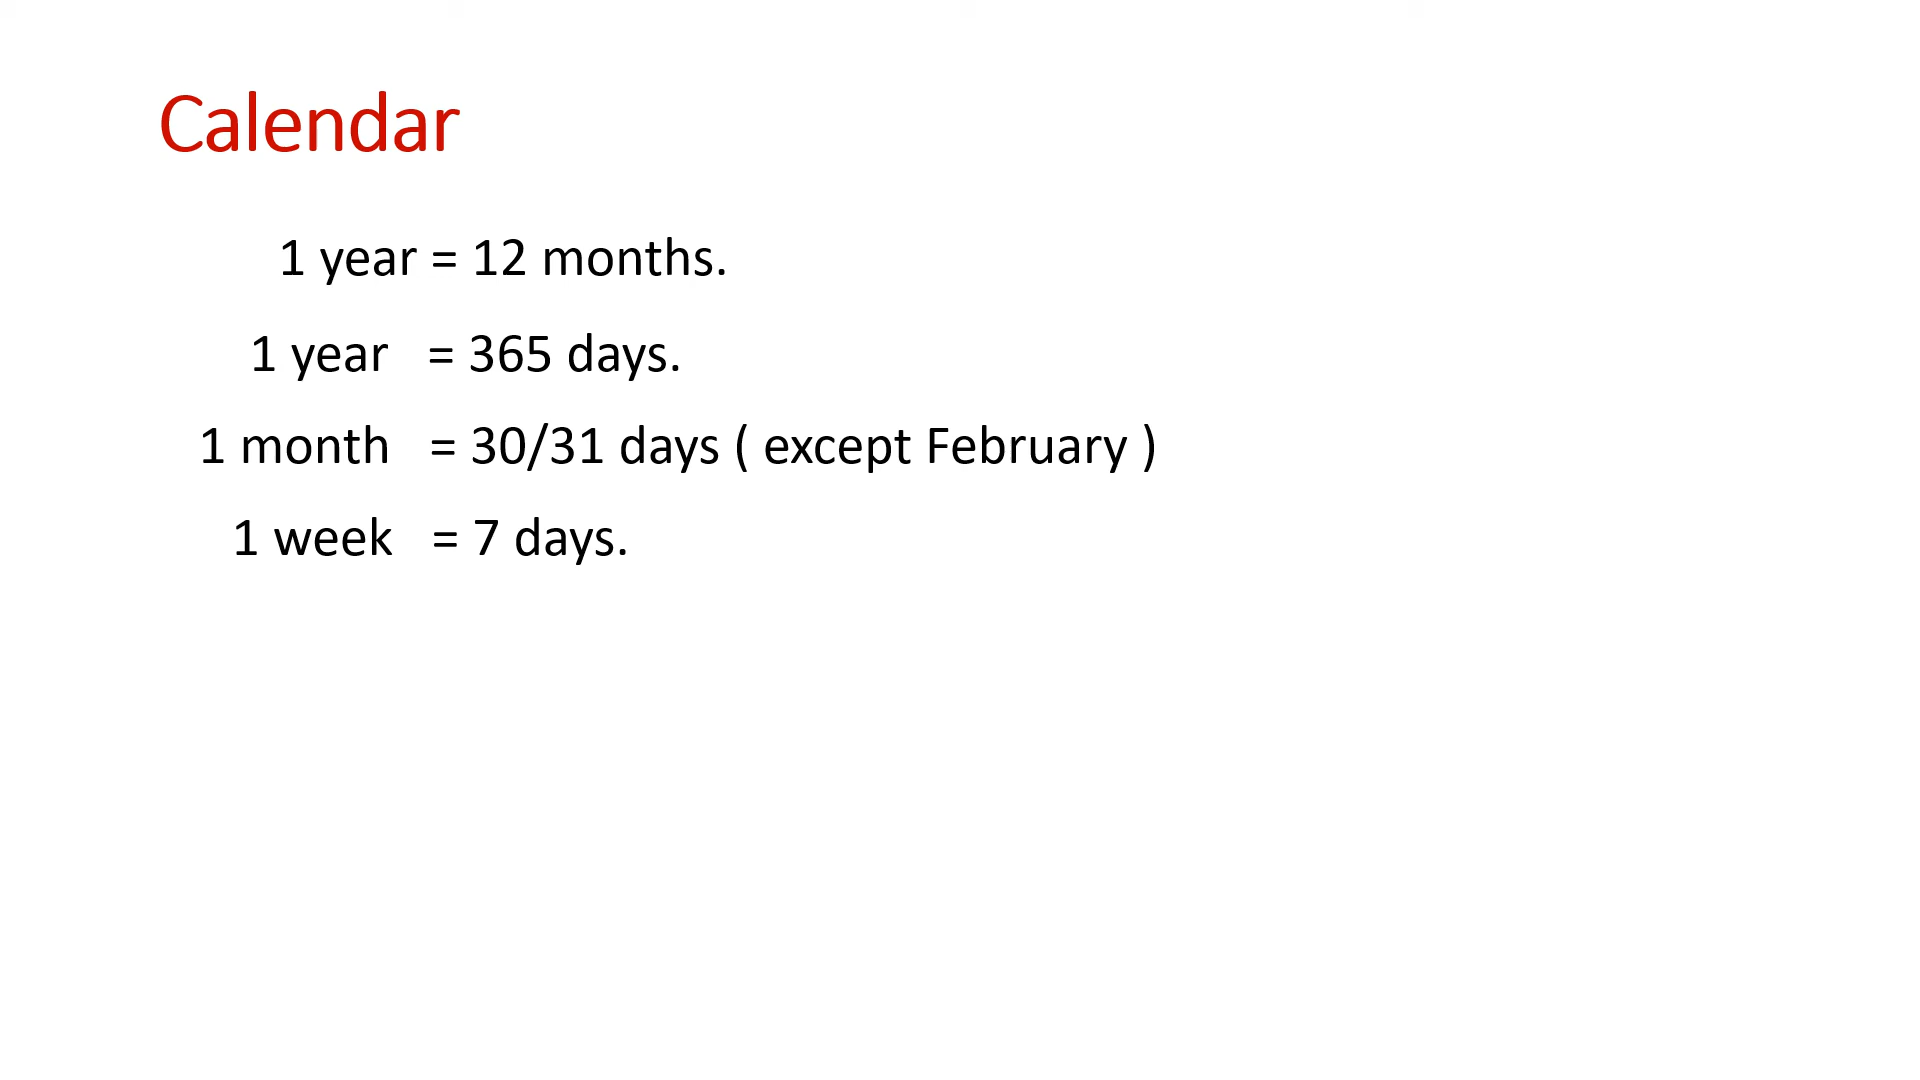 Calendar
1 year = 12 months.
1 year = 365 days.
1 month = 30/31 days ( except February )
1 week = 7 days.